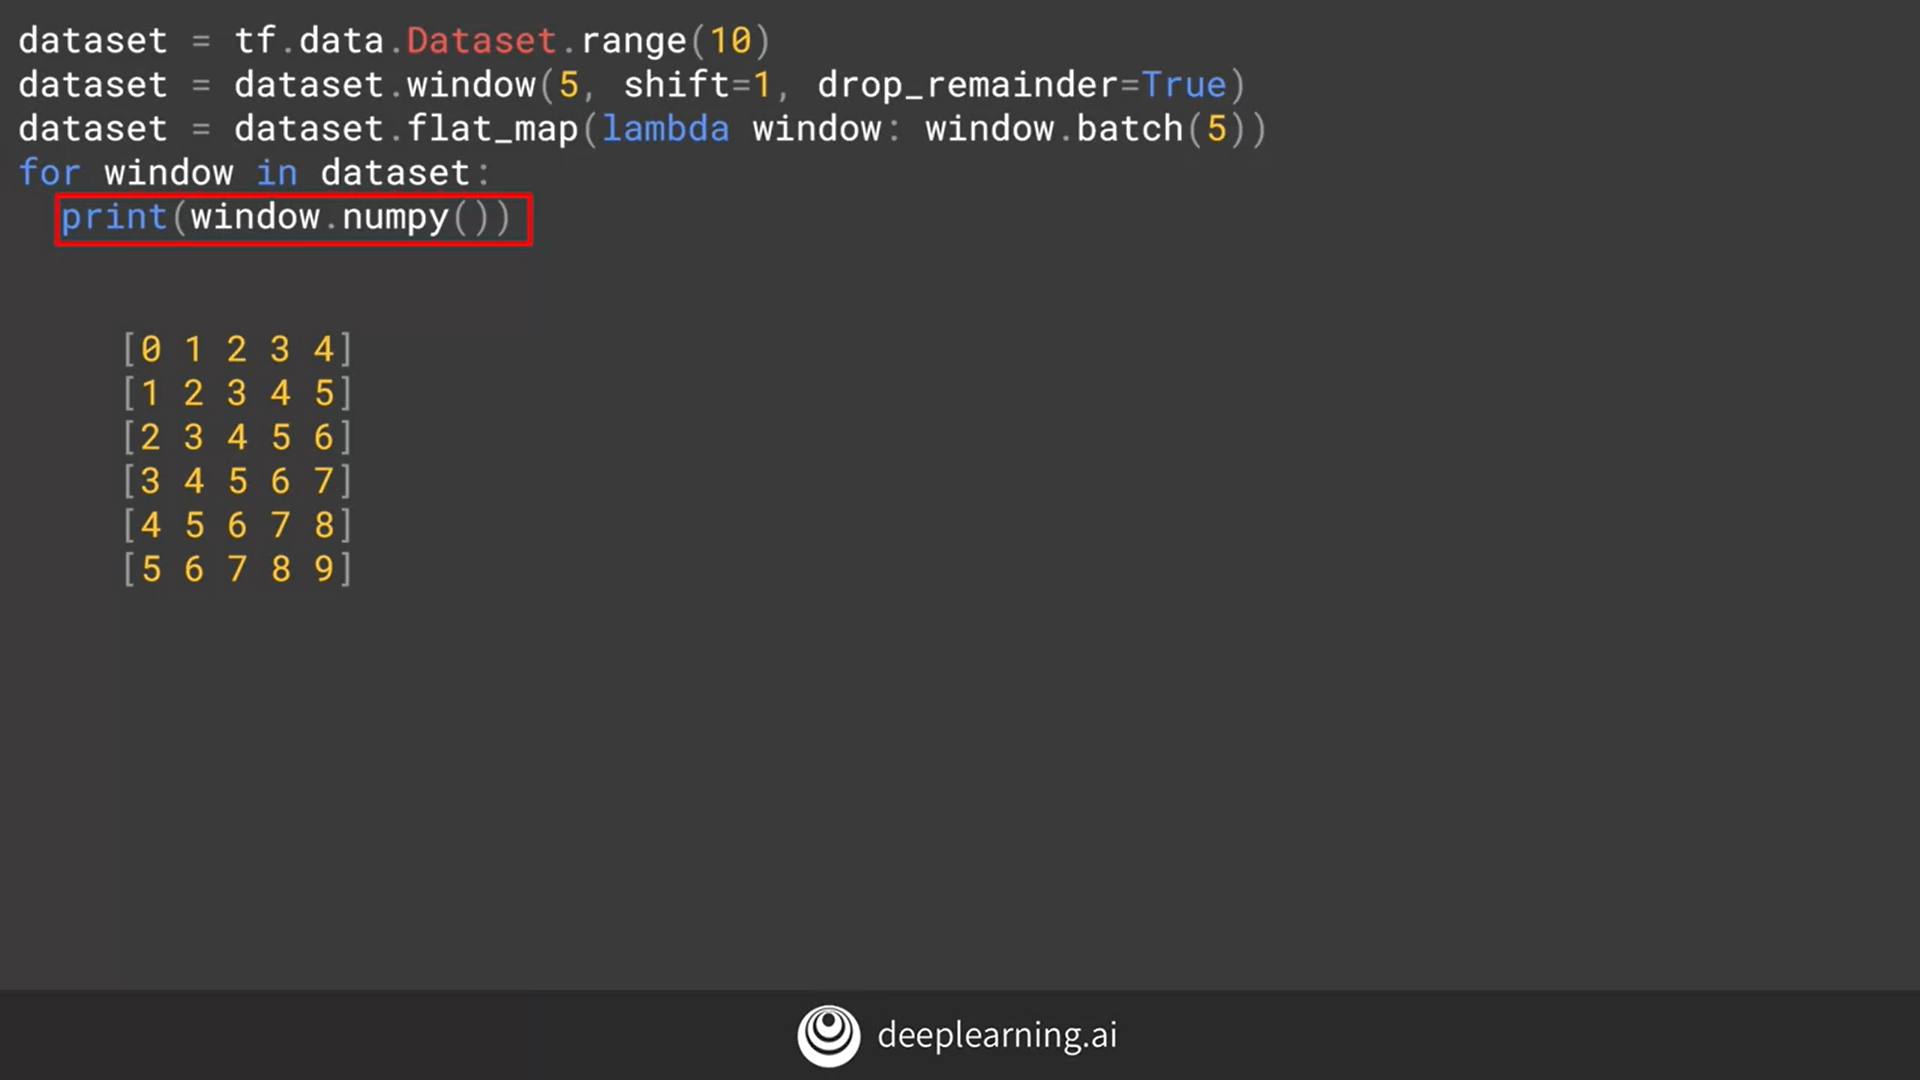 dataset = tf.data.Dataset.range(10)
dataset = dataset.window(5, shift=1, drop_remainder=True)
dataset = dataset.flat_map(lambda window: window.batch(5))
for window in dataset:
  print(window.numpy())
[0 1 2 3 4]
[1 2 3 4 5]
[2 3 4 5 6]
[3 4 5 6 7]
[4 5 6 7 8]
[5 6 7 8 9]
deeplearning.ai